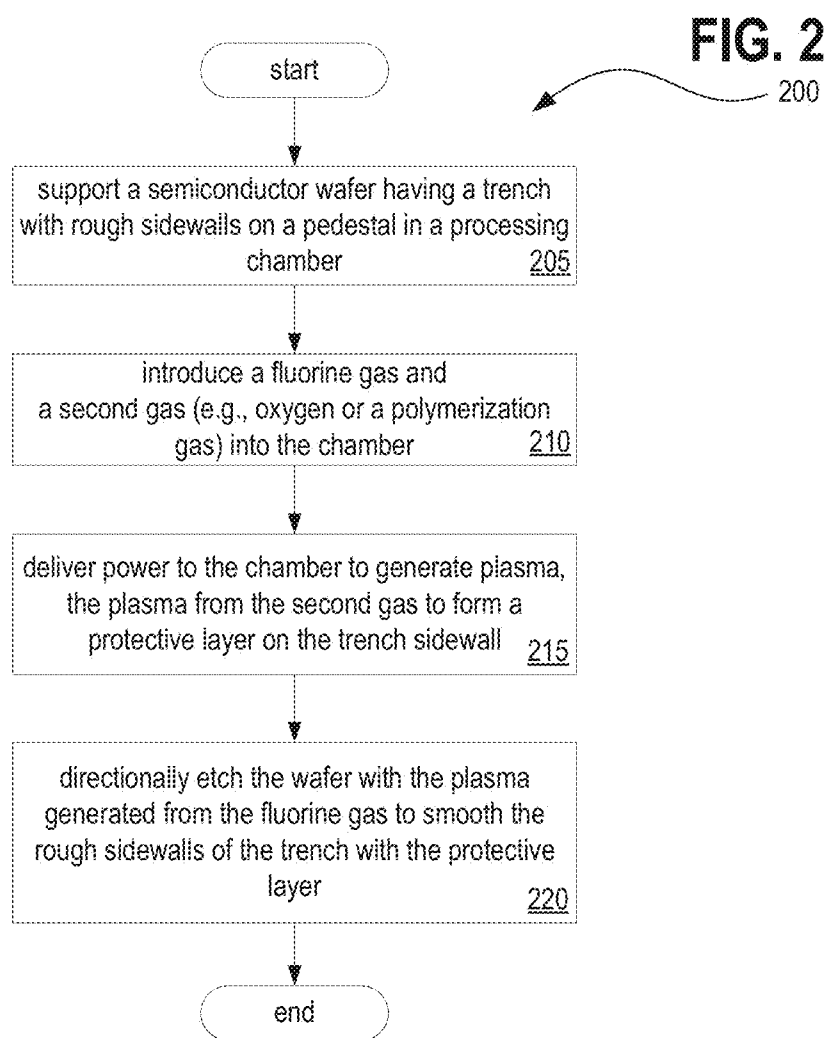 FIG. 2
start
200
support a semiconductor wafer having a trench
with rough sidewalls on a pedestal in a processing
chamber 205
introduce a fluorine gas and
a second gas (e.g., oxygen or a polymerization
gas) into the chamber 210
deliver power to the chamber to generate plasma,
the plasma from the second gas to form a
protective layer on the trench sidewall 215
directionally etch the wafer with the plasma
generated from the fluorine gas to smooth the
rough sidewalls of the trench with the protective
layer 220
end